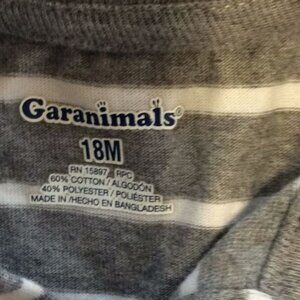 Garanimals
18M
RN 15897 RPC
60% COTTON / ALGODÓN
40% POLYESTER / POLIÉSTER
MADE IN /HECHO EN BANGLADESH